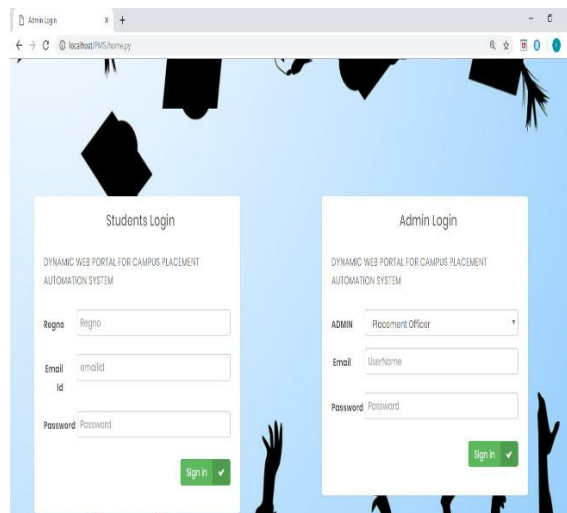 Admin Login
localhost/PMS/home.py
Students Login
DYNAMIC WEB PORTAL FOR CAMPUS PLACEMENT
AUTOMATION SYSTEM
Regno
Regno
Email
Id
emailid
Password
Password
Sign in
Admin Login
DYNAMIC WEB PORTAL FOR CAMPUS PLACEMENT
AUTOMATION SYSTEM
ADMIN
Placement Officer
Email
UserName
Password
Password
Sign in